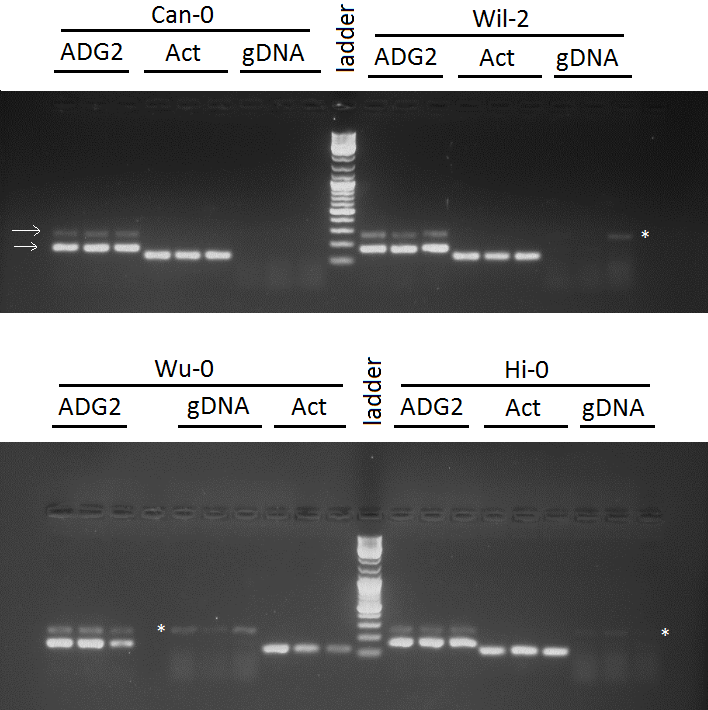 Can-0
ladder
Wil-2
ADG2 Act gDNA
ADG2 Act gDNA
*
Wu-0
ladder
Hi-0
ADG2 gDNA Act
ADG2 Act gDNA
*
*